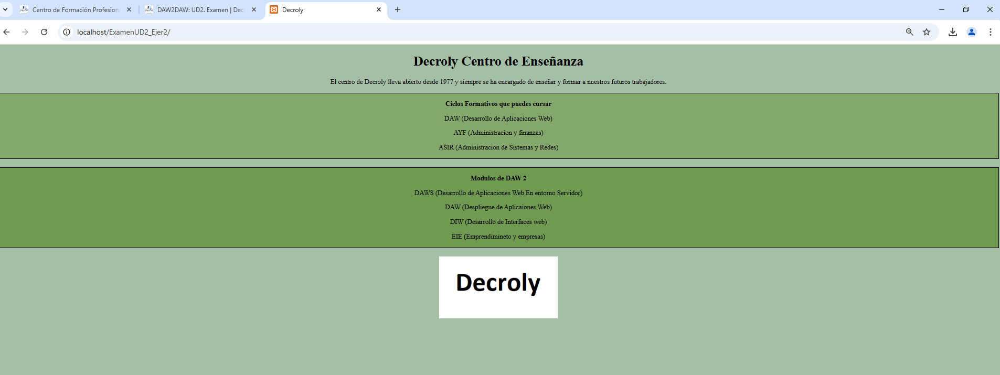 Centro de Formación Profesiona
DAW2DAW: UD2. Examen | Dec
Decroly
localhost/ExamenUD2_Ejer2/
Decroly Centro de Enseñanza
El centro de Decroly lleva abierto desde 1977 y siempre se ha encargado de enseñar y formar a nuestros futuros trabajadores.
Ciclos Formativos que puedes cursar
DAW (Desarrollo de Aplicaciones Web)
AYF (Administracion y finanzas)
ASIR (Administracion de Sistemas y Redes)
Modulos de DAW 2
DAWS (Desarrollo de Aplicaciones Web En entorno Servidor)
DAW (Despliegue de Aplicaiones Web)
DIW (Desarrollo de Interfaces web)
EIE (Emprendimineto y empresas)
Decroly